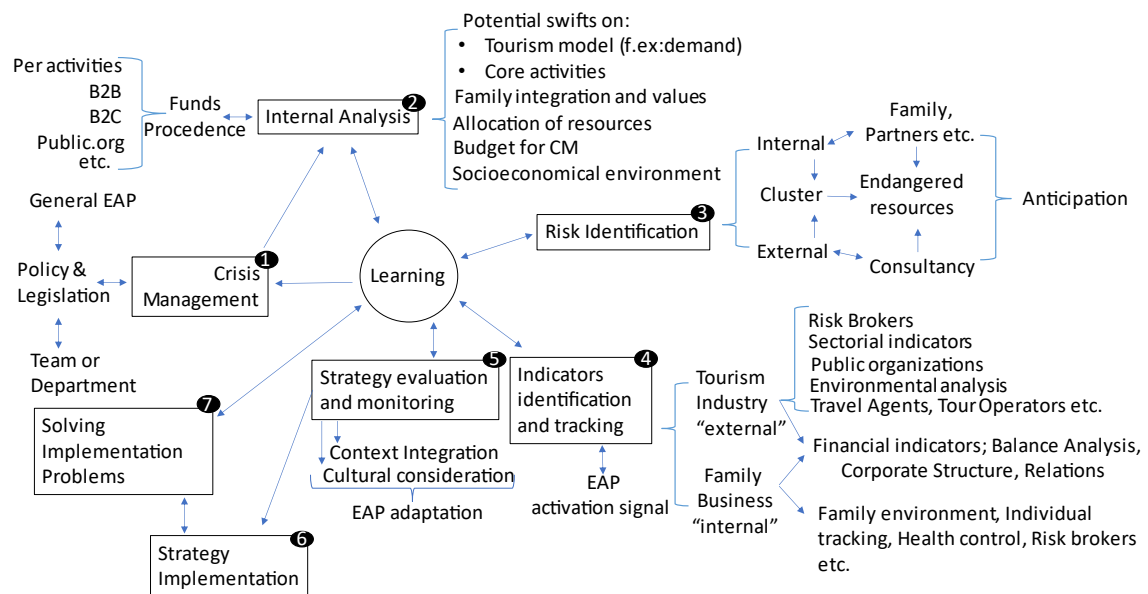 Potential swifts on:
• Tourism model (f.ex:demand)
• Core activities
Family integration and values
Allocation of resources
Budget for CM
Socioeconomical environment
Per activities
B2B
B2C
Public.org
etc.
Funds
Procedence
2
Internal Analysis
General EAP
Policy &
Legislation
Team or
Department
1
Crisis
Management
Learning
3
Risk Identification
Internal
Cluster
External
Family,
Partners etc.
Endangered
resources
Consultancy
Anticipation
4
Indicators
identification
and tracking
EAP
activation signal
Tourism
Industry
“external”
Family
Business
“internal”
Risk Brokers
Sectorial indicators
Public organizations
Environmental analysis
Travel Agents, Tour Operators etc.
Financial indicators; Balance Analysis,
Corporate Structure, Relations
Family environment, Individual
tracking, Health control, Risk brokers
etc.
5
Strategy evaluation
and monitoring
Context Integration
Cultural consideration
EAP adaptation
7
Solving
Implementation
Problems
6
Strategy
Implementation